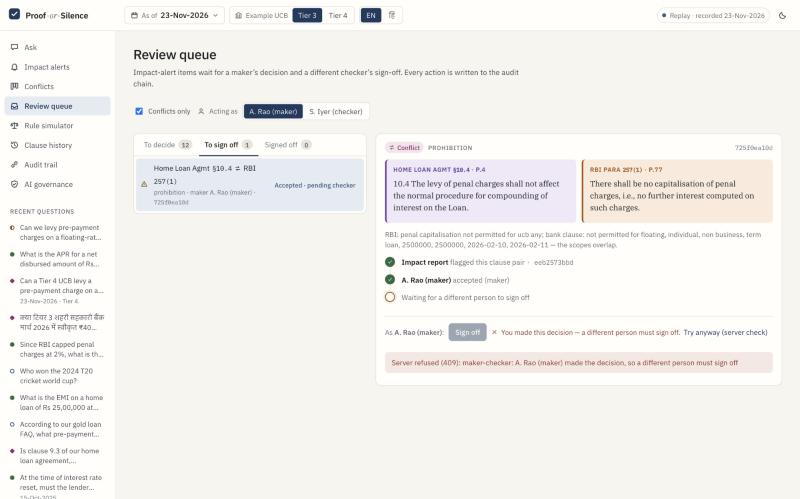 Proof-or-Silence
As of 23-Nov-2026
Example UCB Tier 3 Tier 4
EN हिं
Replay · recorded 23-Nov-2026
Ask
Impact alerts
Conflicts
Review queue
Rule simulator
Clause history
Audit trail
AI governance
RECENT QUESTIONS
Can we levy pre-payment
charges on a floating-rat…
What is the APR for a net
disbursed amount of Rs…
Can a Tier 4 UCB levy a
pre-payment charge on a…
23-Nov-2026 · Tier 4
क्या टियर 3 शहरी सहकारी बैंक
मार्च 2026 में स्वीकृत ₹40…
Since RBI capped penal
charges at 2%, what is th…
Who won the 2024 T20
cricket world cup?
What is the EMI on a home
loan of Rs 25,00,000 at…
According to our gold loan
FAQ, what pre-payment…
Is clause 9.3 of our home
loan agreement,…
At the time of interest rate
reset, must the lender…
15-Oct-2025
Review queue
Impact-alert items wait for a maker's decision and a different checker's sign-off. Every action is written to the audit
chain.
Conflicts only Acting as A. Rao (maker) S. Iyer (checker)
To decide 12 To sign off 1 Signed off 0
Home Loan Agmt §10.4 ⇄ RBI
257(1)
prohibition · maker A. Rao (maker) ·
725f0ea10d
Accepted · pending checker
⇄ Conflict PROHIBITION 725f0ea10d
HOME LOAN AGMT §10.4 · P.4
10.4 The levy of penal charges shall not affect
the normal procedure for compounding of
interest on the Loan.
RBI PARA 257(1) · P.77
There shall be no capitalisation of penal
charges, i.e., no further interest computed on
such charges.
RBI: penal capitalisation not permitted for ucb any; bank clause: not permitted for floating, individual, non business, term
loan, 2500000, 2500000, 2026-02-10, 2026-02-11 — the scopes overlap.
Impact report flagged this clause pair · eeb2573bbd
A. Rao (maker) accepted (maker)
Waiting for a different person to sign off
As A. Rao (maker): Sign off × You made this decision — a different person must sign off. Try anyway (server check)
Server refused (409): maker-checker: A. Rao (maker) made the decision, so a different person must sign off